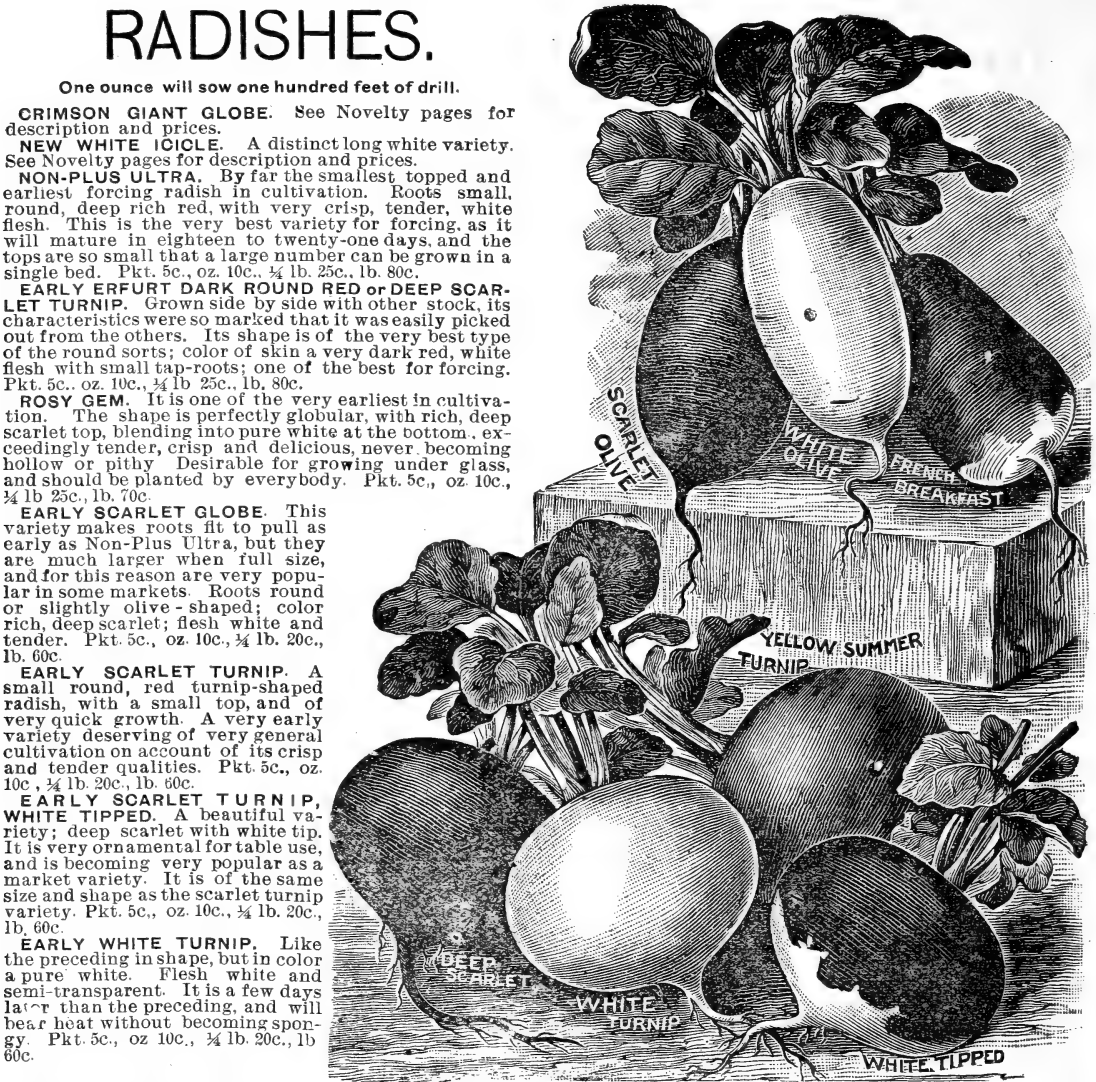 RADISHES.
One ounce will sow one hundred feet of drill.
CRIMSON GIANT GLOBE. See Novelty pages for
description and prices.
NEW WHITE ICICLE. A distinct long white variety.
See Novelty pages for description and prices.
NON-PLUS ULTRA. By far the smallest topped and
earliest forcing radish in cultivation. Roots small,
round, deep rich red, with very crisp, tender, white
flesh. This is the very best variety for forcing, as it
will mature in eighteen to twenty-one days, and the
tops are so small that a large number can be grown in a
single bed. Pkt. 5c., oz. 10c., ¼ lb. 25c., lb. 80c.
EARLY ERFURT DARK ROUND RED or DEEP SCAR-
LET TURNIP. Grown side by side with other stock, its
characteristics were so marked that it was easily picked
out from the others. Its shape is of the very best type
of the round sorts; color of skin a very dark red, white
flesh with small tap-roots; one of the best for forcing.
Pkt. 5c.. oz. 10c., ¼ lb 25c., lb. 80c.
ROSY GEM. It is one of the very earliest in cultiva-
tion. The shape is perfectly globular, with rich, deep
scarlet top, blending into pure white at the bottom, ex-
ceedingly tender, crisp and delicious, never becoming
hollow or pithy Desirable for growing under glass,
and should be planted by everybody. Pkt. 5c., oz. 10c.,
¼ lb 25c., lb. 70c.
EARLY SCARLET GLOBE. This
variety makes roots fit to pull as
early as Non-Plus Ultra, but they
are much larger when full size,
and for this reason are very popu-
lar in some markets. Roots round
or slightly olive-shaped; color
rich, deep scarlet; flesh white and
tender. Pkt. 5c., oz. 10c., ¼ lb. 20c.,
lb. 60c.
EARLY SCARLET TURNIP. A
small round, red turnip-shaped
radish, with a small top, and of
very quick growth. A very early
variety deserving of very general
cultivation on account of its crisp
and tender qualities. Pkt. 5c., oz.
10c , ¼ lb. 20c., lb. 60c.
EARLY SCARLET TURNIP,
WHITE TIPPED. A beautiful va-
riety; deep scarlet with white tip.
It is very ornamental for table use,
and is becoming very popular as a
market variety. It is of the same
size and shape as the scarlet turnip
variety. Pkt. 5c., oz. 10c., ¼ lb. 20c.,
lb. 60c.
EARLY WHITE TURNIP. Like
the preceding in shape, but in color
a pure white. Flesh white and
semi-transparent. It is a few days
later than the preceding, and will
bear heat without becoming spon-
gy. Pkt. 5c., oz 10c., ¼ lb. 20c., lb
60c.
SCARLET
OLIVE
WHITE
OLIVE
FRENCH
BREAKFAST
YELLOW SUMMER
TURNIP
DEEP
SCARLET
WHITE
TURNIP
WHITE TIPPED